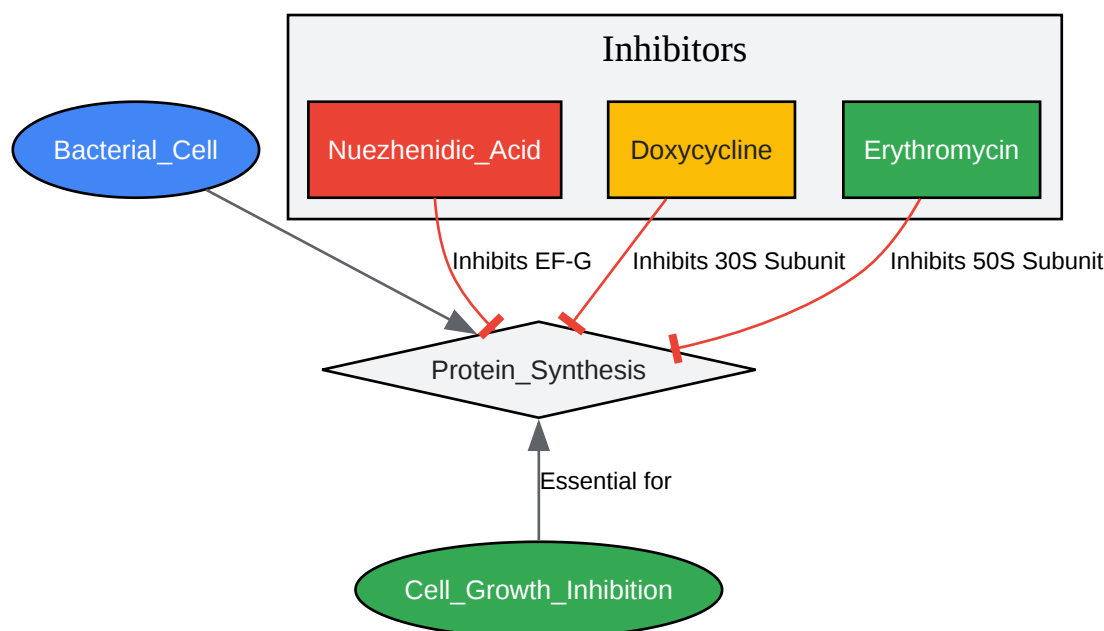 Inhibitors
Bacterial_Cell
Nuezhenidic_Acid
Doxycycline
Erythromycin
Inhibits EF-G
Inhibits 30S Subunit
Inhibits 50S Subunit
Protein_Synthesis
Essential for
Cell_Growth_Inhibition